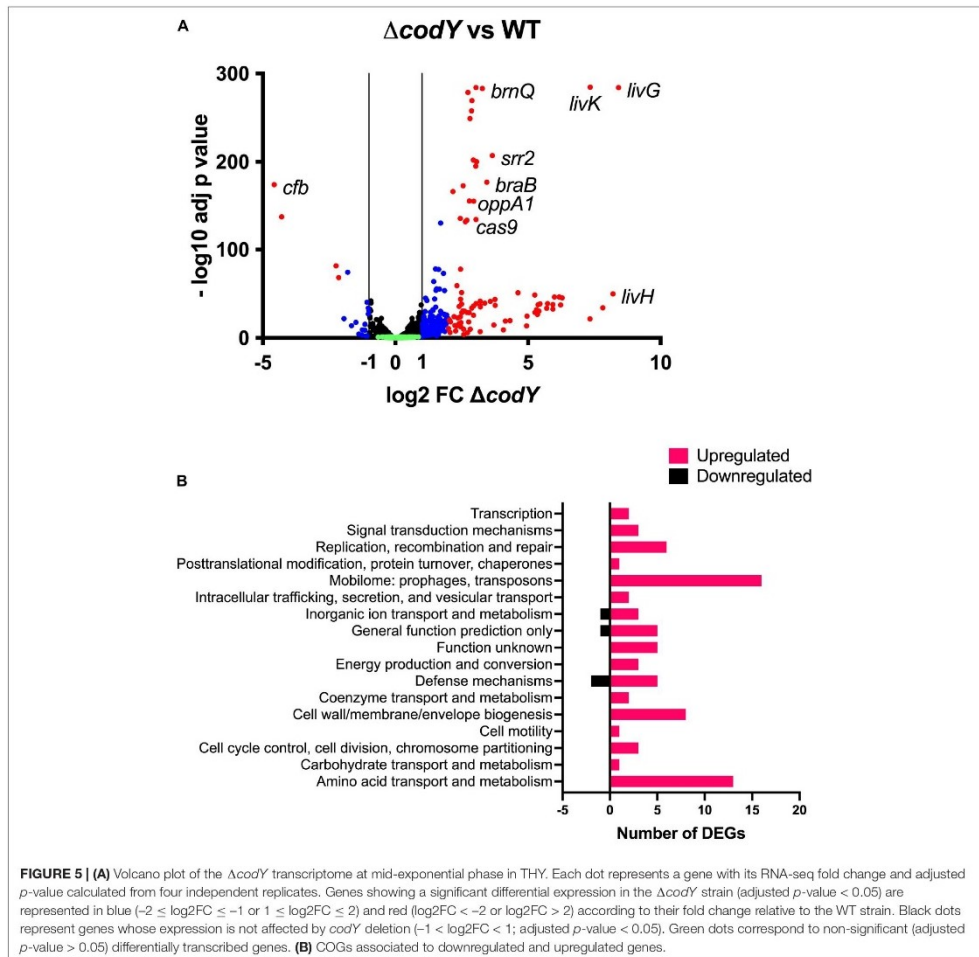 A
ΔcodY vs WT
300
200
100
0
- log10 adj p value
brnQ
livK
livG
srr2
braB
oppA1
cas9
cfb
livH
-5
-1
0
1
5
10
log2 FC ΔcodY
Upregulated
Downregulated
B
Transcription
Signal transduction mechanisms
Replication, recombination and repair
Posttranslational modification, protein turnover, chaperones
Mobilome: prophages, transposons
Intracellular trafficking, secretion, and vesicular transport
Inorganic ion transport and metabolism
General function prediction only
Function unknown
Energy production and conversion
Defense mechanisms
Coenzyme transport and metabolism
Cell wall/membrane/envelope biogenesis
Cell motility
Cell cycle control, cell division, chromosome partitioning
Carbohydrate transport and metabolism
Amino acid transport and metabolism
-5
0
5
10
15
20
Number of DEGs
FIGURE 5 | (A) Volcano plot of the ΔcodY transcriptome at mid-exponential phase in THY. Each dot represents a gene with its RNA-seq fold change and adjusted
p-value calculated from four independent replicates. Genes showing a significant differential expression in the ΔcodY strain (adjusted p-value < 0.05) are
represented in blue (−2 ≤ log2FC ≤ −1 or 1 ≤ log2FC ≤ 2) and red (log2FC < −2 or log2FC > 2) according to their fold change relative to the WT strain. Black dots
represent genes whose expression is not affected by codY deletion (−1 < log2FC < 1; adjusted p-value < 0.05). Green dots correspond to non-significant (adjusted
p-value > 0.05) differentially transcribed genes. (B) COGs associated to downregulated and upregulated genes.